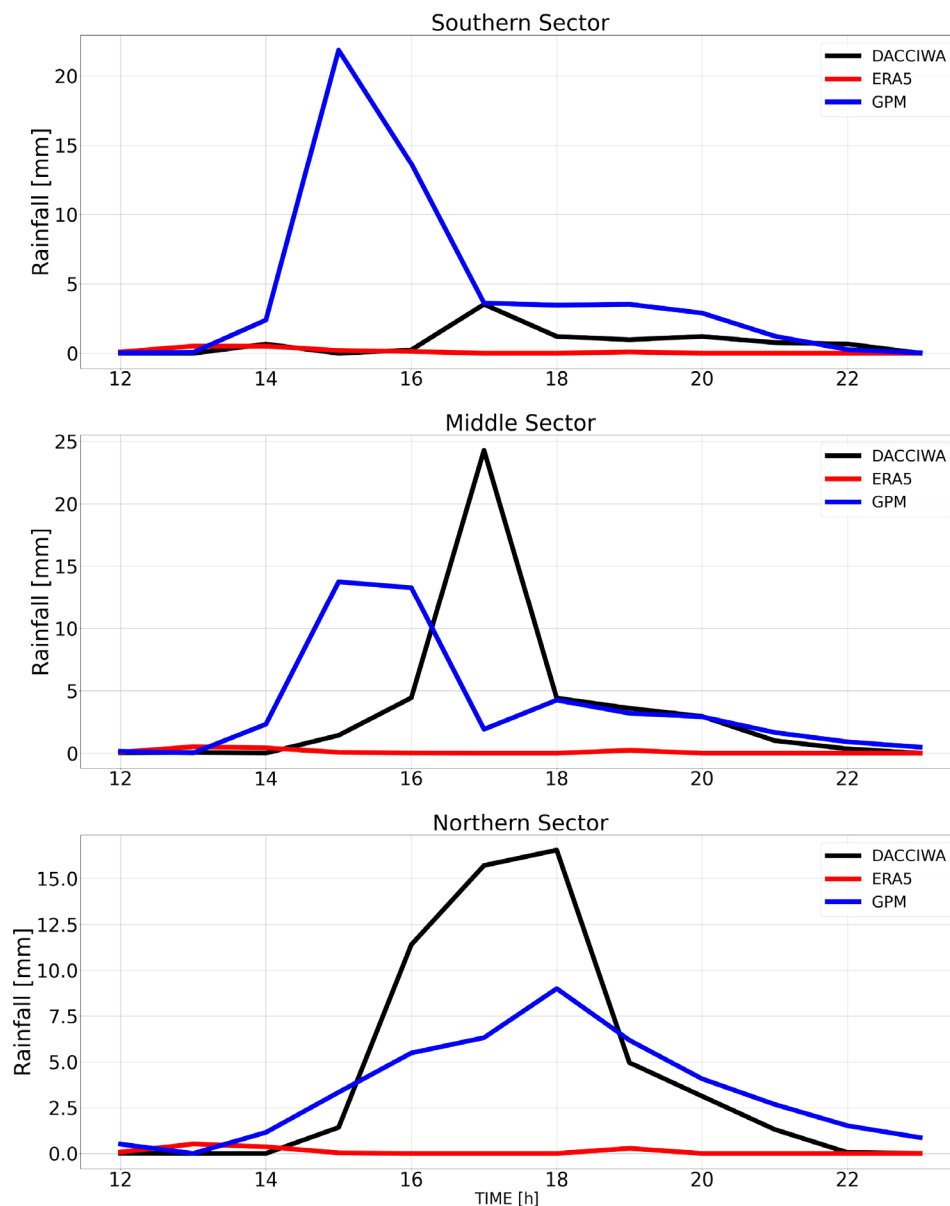 Southern Sector
DACCIWA
ERA5
GPM
Rainfall [mm]
20
15
10
5
0
12 14 16 18 20 22
Middle Sector
DACCIWA
ERA5
GPM
Rainfall [mm]
25
20
15
10
5
0
12 14 16 18 20 22
Northern Sector
DACCIWA
ERA5
GPM
Rainfall [mm]
15.0
12.5
10.0
7.5
5.0
2.5
0.0
12 14 16 18 20 22
TIME [h]